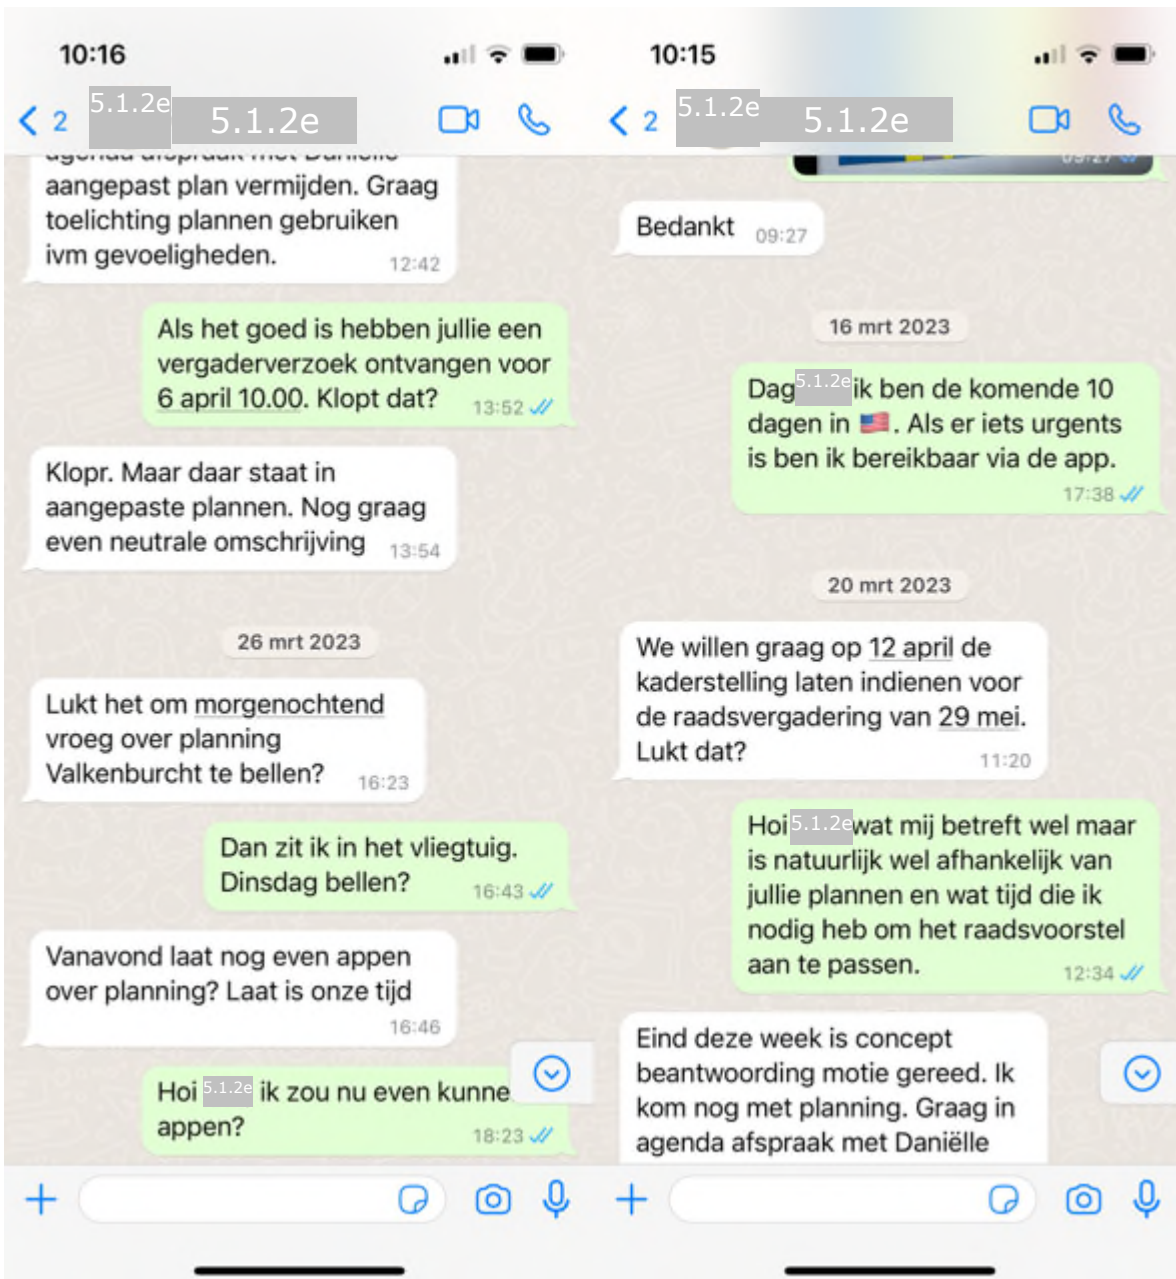 10:16
2
5.1.2e
5.1.2e
agenda afspraak met Daniëlle
aangepast plan vermijden. Graag
toelichting plannen gebruiken
ivm gevoeligheden.
12:42
Als het goed is hebben jullie een
vergaderverzoek ontvangen voor
6 april 10.00. Klopt dat?
13:52
Klopr. Maar daar staat in
aangepaste plannen. Nog graag
even neutrale omschrijving
13:54
26 mrt 2023
Lukt het om morgenochtend
vroeg over planning
Valkenburcht te bellen?
16:23
Dan zit ik in het vliegtuig.
Dinsdag bellen?
16:43
Vanavond laat nog even appen
over planning? Laat is onze tijd
16:46
Hoi 5.1.2e ik zou nu even kunne
appen?
18:23
10:15
2
5.1.2e
5.1.2e
09:27
Bedankt
09:27
16 mrt 2023
Dag 5.1.2e ik ben de komende 10
dagen in 🇺🇸. Als er iets urgents
is ben ik bereikbaar via de app.
17:38
20 mrt 2023
We willen graag op 12 april de
kaderstelling laten indienen voor
de raadsvergadering van 29 mei.
Lukt dat?
11:20
Hoi 5.1.2e wat mij betreft wel maar
is natuurlijk wel afhankelijk van
jullie plannen en wat tijd die ik
nodig heb om het raadsvoorstel
aan te passen.
12:34
Eind deze week is concept
beantwoording motie gereed. Ik
kom nog met planning. Graag in
agenda afspraak met Daniëlle